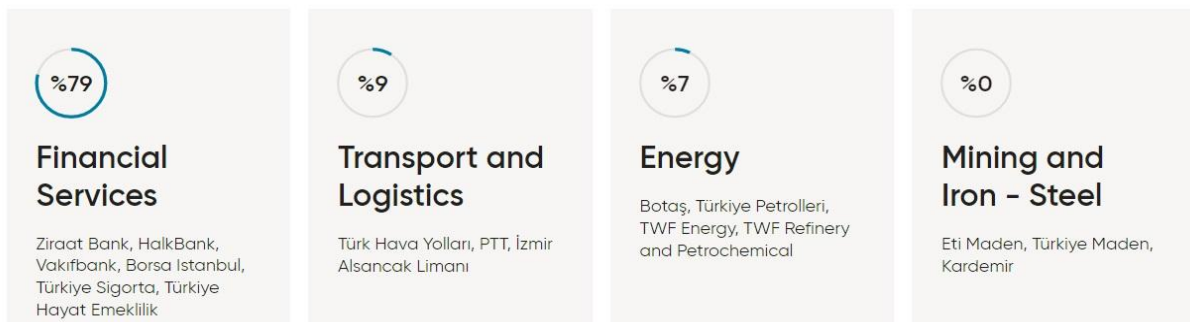 %79
Financial
Services
Ziraat Bank, HalkBank,
Vakıfbank, Borsa Istanbul,
Türkiye Sigorta, Türkiye
Hayat Emeklilik
%9
Transport and
Logistics
Türk Hava Yolları, PTT, İzmir
Alsancak Limanı
%7
Energy
Botaş, Türkiye Petrolleri,
TWF Energy, TWF Refinery
and Petrochemical
%0
Mining and
Iron - Steel
Eti Maden, Türkiye Maden,
Kardemir